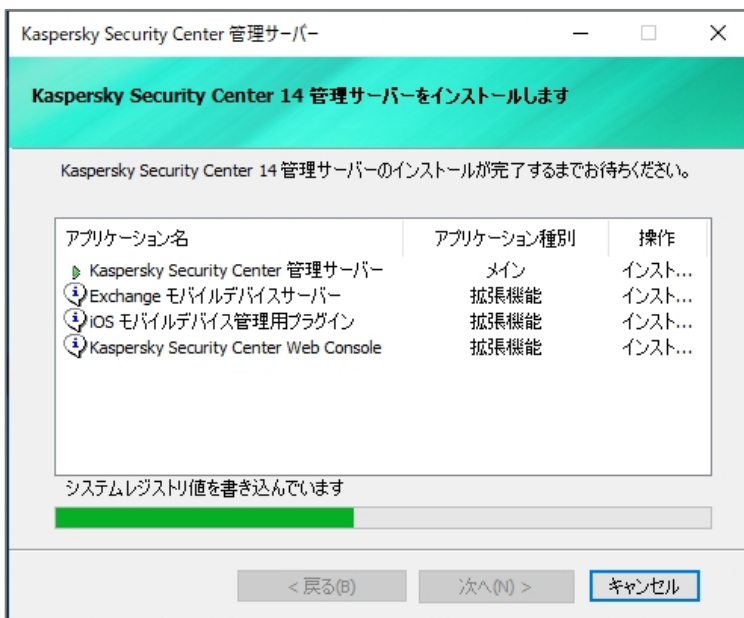 Kaspersky Security Center 管理サーバー
Kaspersky Security Center 14 管理サーバーをインストールします
Kaspersky Security Center 14 管理サーバーのインストールが完了するまでお待ちください。
アプリケーション名 アプリケーション種別 操作
Kaspersky Security Center 管理サーバー メイン インスト...
Exchange モバイルデバイスサーバー 拡張機能 インスト...
iOS モバイルデバイス管理用プラグイン 拡張機能 インスト...
Kaspersky Security Center Web Console 拡張機能 インスト...
システムレジストリ値を書き込んでいます
< 戻る(B) 次へ(N) > キャンセル